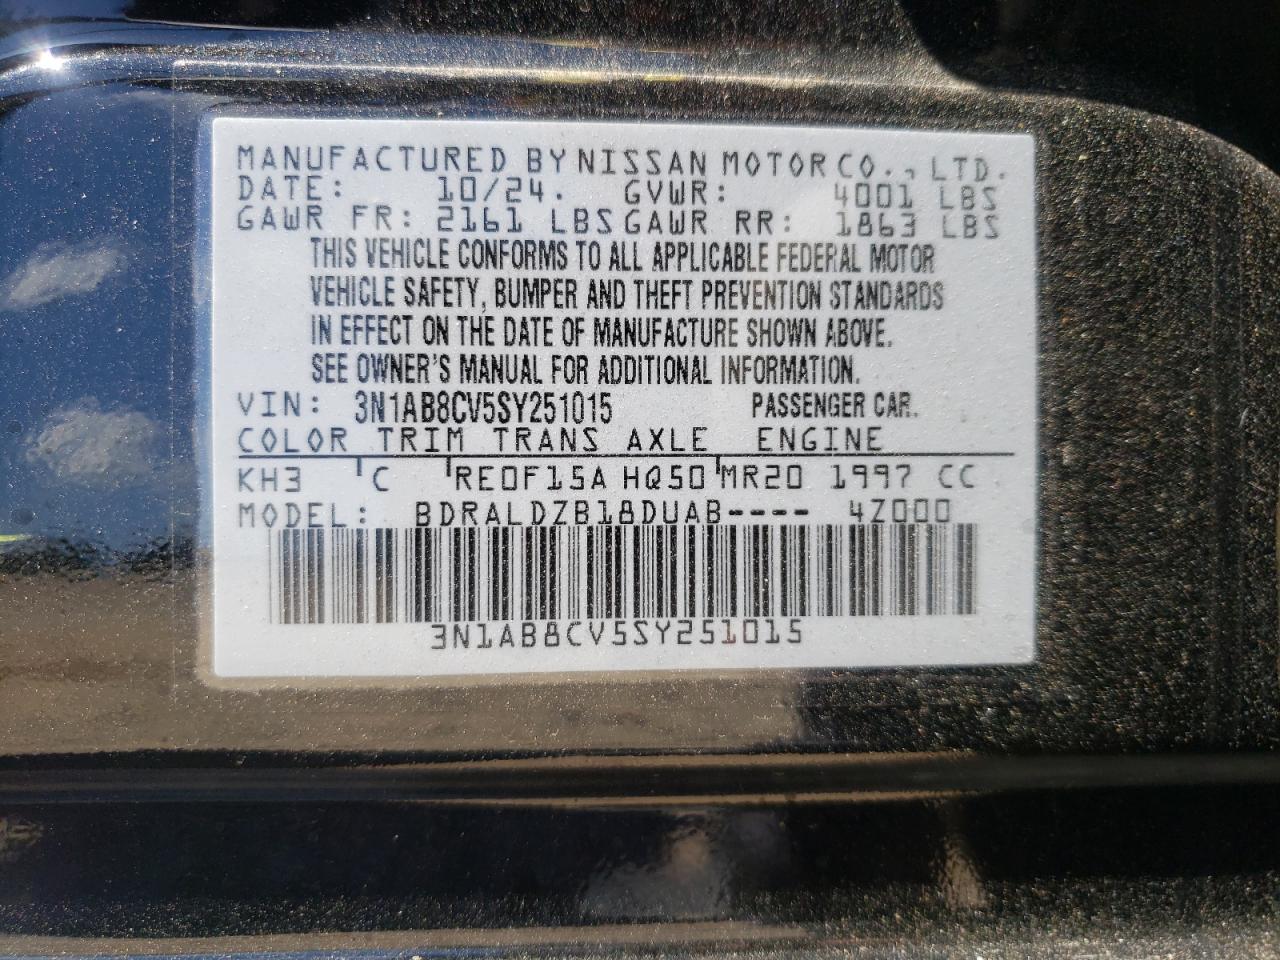 MANUFACTURED BY NISSAN MOTOR CO., LTD.
DATE: 10/24. GVWR: 4001 LBS
GAWR FR: 2161 LBS GAWR RR: 1863 LBS
THIS VEHICLE CONFORMS TO ALL APPLICABLE FEDERAL MOTOR
VEHICLE SAFETY, BUMPER AND THEFT PREVENTION STANDARDS
IN EFFECT ON THE DATE OF MANUFACTURE SHOWN ABOVE.
SEE OWNER'S MANUAL FOR ADDITIONAL INFORMATION.
VIN: 3N1AB8CV5SY251015 PASSENGER CAR.
COLOR TRIM TRANS AXLE ENGINE
KH3 C RE0F15A HQ50 MR20 1997 CC
MODEL: BDRALDZB18DUAB---- 4Z000
3N1AB8CV5SY251015